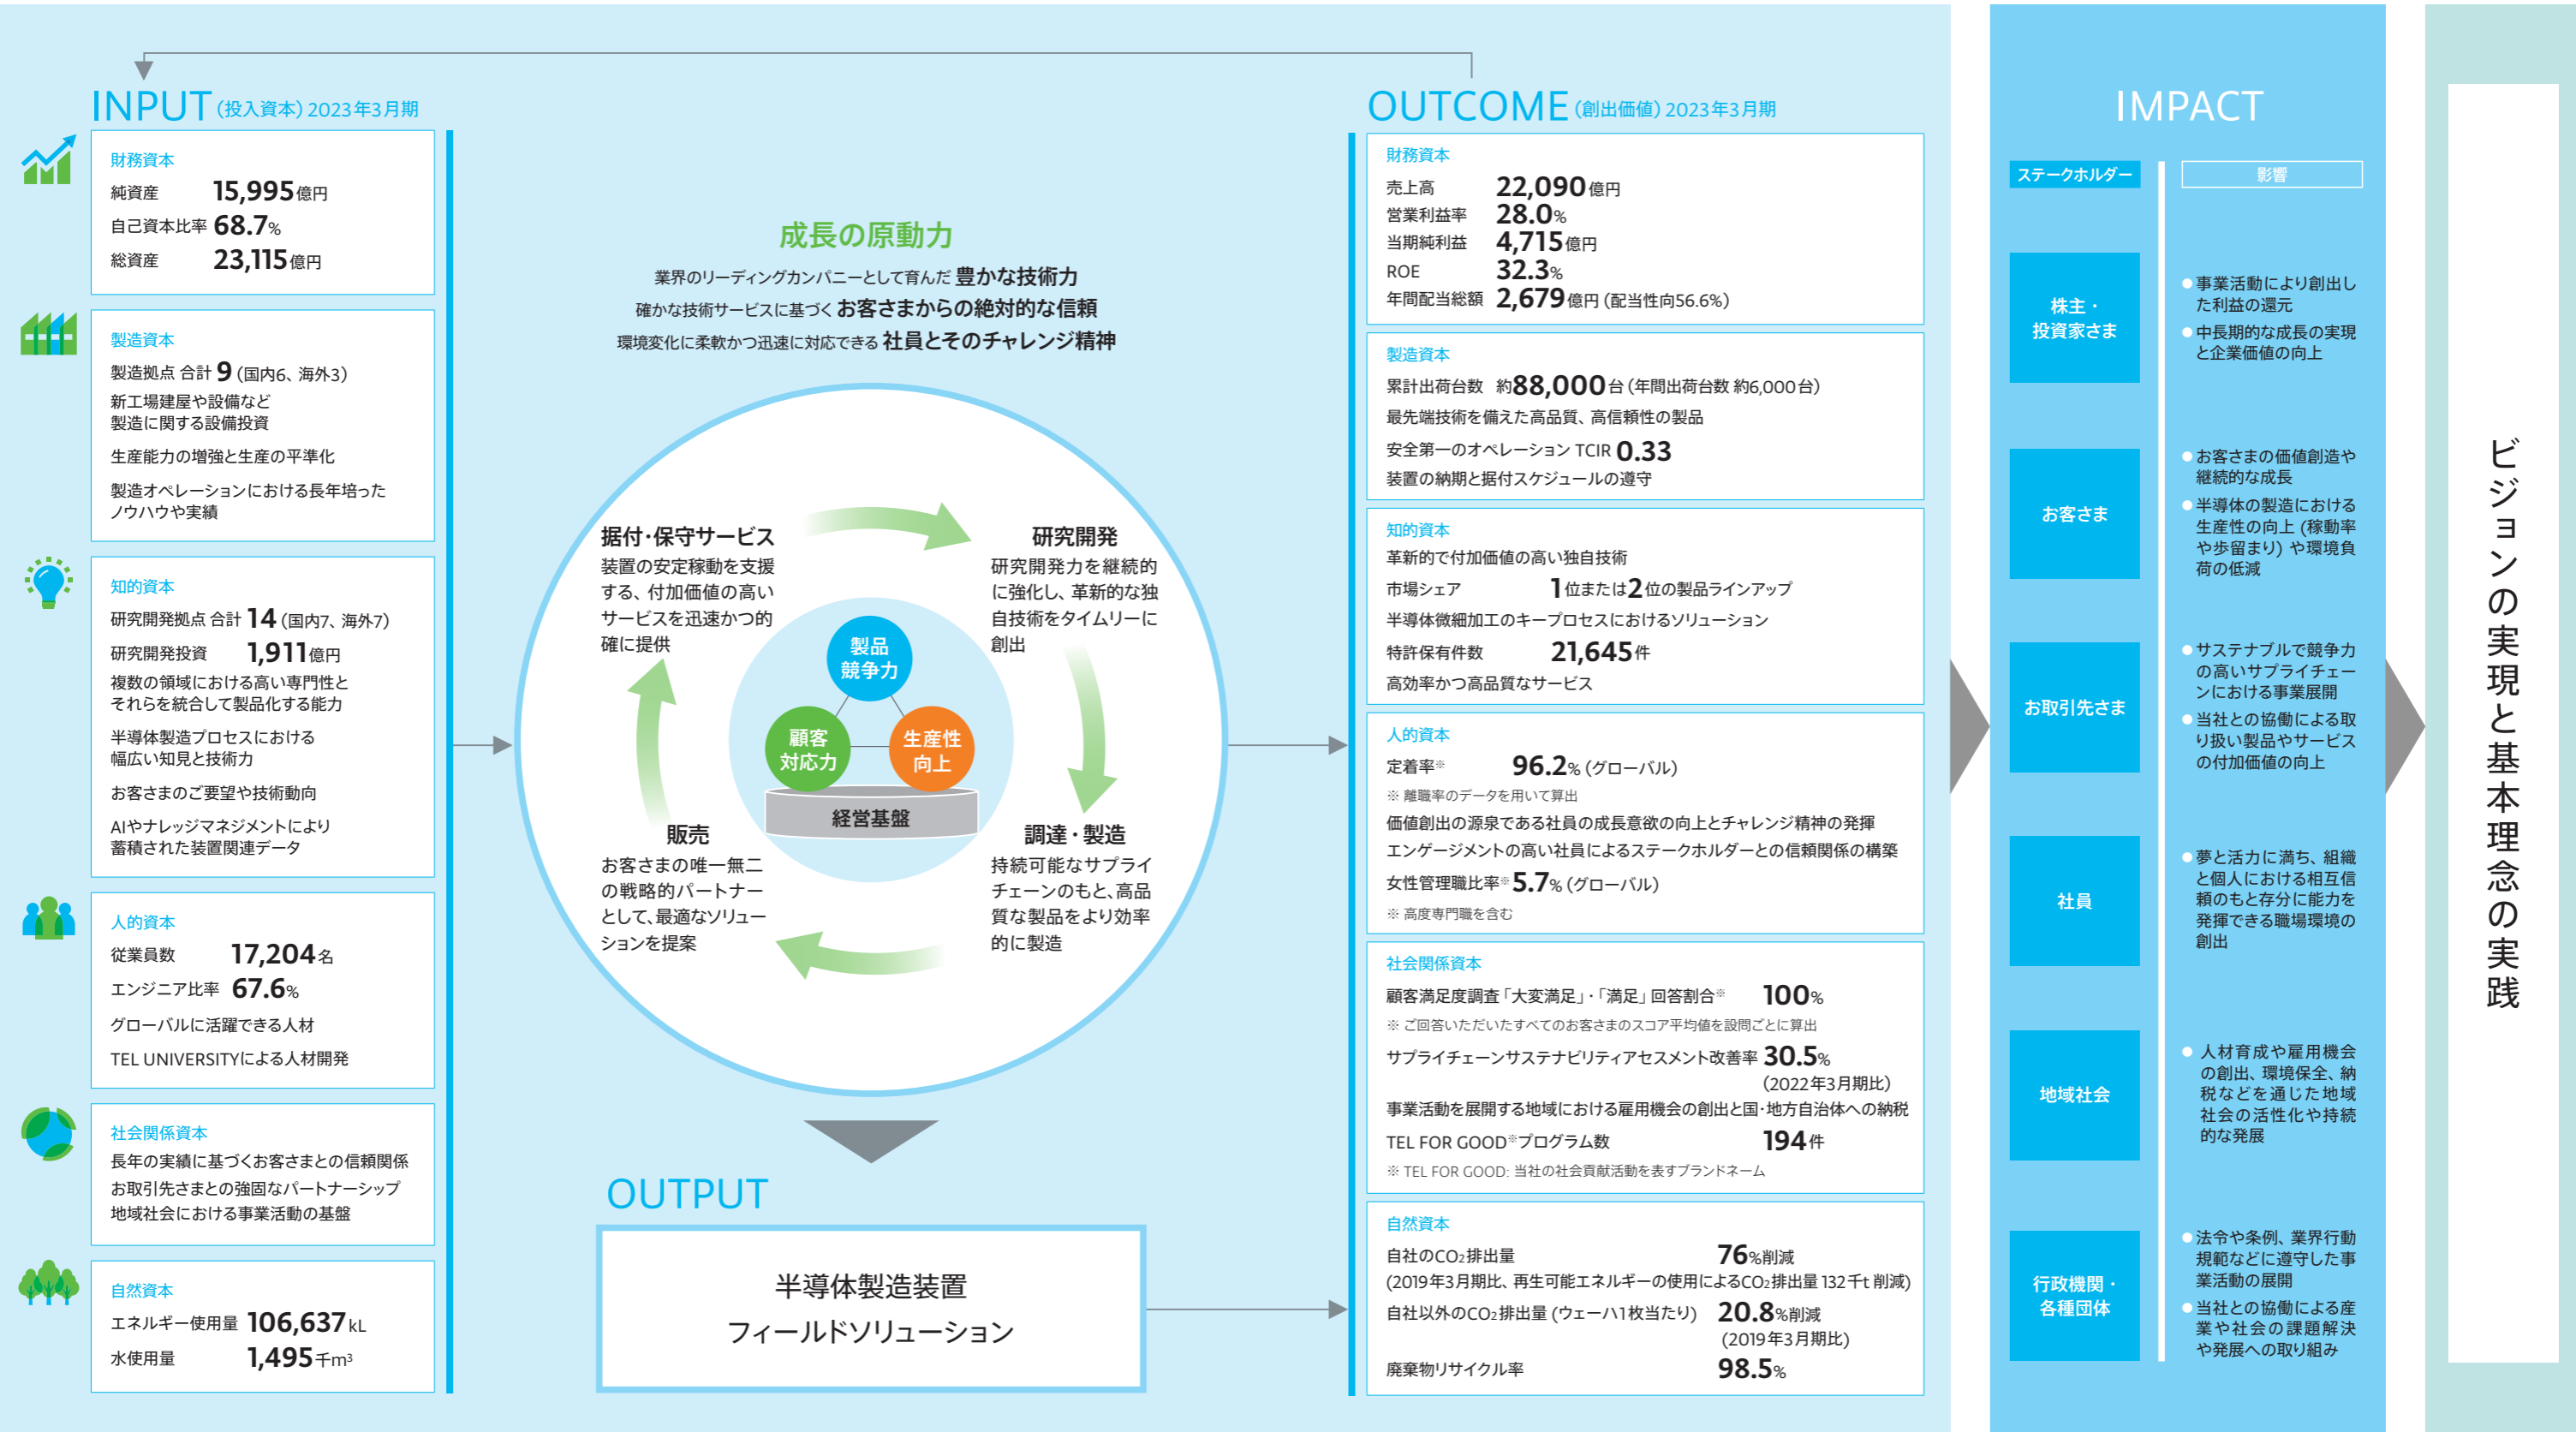 INPUT (投入資本) 2023年3月期
財務資本
純資産 15,995億円
自己資本比率 68.7%
総資産 23,115億円
製造資本
製造拠点 合計 9 (国内6、海外3)
新工場建屋や設備など
製造に関する設備投資
生産能力の増強と生産の平準化
製造オペレーションにおける長年培った
ノウハウや実績
知的資本
研究開発拠点 合計 14 (国内7、海外7)
研究開発投資 1,911億円
複数の領域における高い専門性と
それらを統合して製品化する能力
半導体製造プロセスにおける
幅広い知見と技術力
お客さまのご要望や技術動向
AIやナレッジマネジメントにより
蓄積された装置関連データ
人的資本
従業員数 17,204名
エンジニア比率 67.6%
グローバルに活躍できる人材
TEL UNIVERSITYによる人材開発
社会関係資本
長年の実績に基づくお客さまとの信頼関係
お取引先さまとの強固なパートナーシップ
地域社会における事業活動の基盤
自然資本
エネルギー使用量 106,637kL
水使用量 1,495千m³
成長の原動力
業界のリーディングカンパニーとして育んだ 豊かな技術力
確かな技術サービスに基づく お客さまからの絶対的な信頼
環境変化に柔軟かつ迅速に対応できる 社員とそのチャレンジ精神
据付・保守サービス
装置の安定稼動を支援
する、付加価値の高い
サービスを迅速かつ的
確に提供
研究開発
研究開発力を継続的
に強化し、革新的な独
自技術をタイムリーに
創出
製品
競争力
顧客
対応力
生産性
向上
経営基盤
販売
お客さまの唯一無二
の戦略的パートナー
として、最適なソリュー
ションを提案
調達・製造
持続可能なサプライ
チェーンのもと、高品
質な製品をより効率
的に製造
OUTPUT
半導体製造装置
フィールドソリューション
OUTCOME (創出価値) 2023年3月期
財務資本
売上高 22,090億円
営業利益率 28.0%
当期純利益 4,715億円
ROE 32.3%
年間配当総額 2,679億円 (配当性向56.6%)
製造資本
累計出荷台数 約88,000台 (年間出荷台数 約6,000台)
最先端技術を備えた高品質、高信頼性の製品
安全第一のオペレーション TCIR 0.33
装置の納期と据付スケジュールの遵守
知的資本
革新的で付加価値の高い独自技術
市場シェア 1位または2位の製品ラインアップ
半導体微細加工のキープロセスにおけるソリューション
特許保有件数 21,645件
高効率かつ高品質なサービス
人的資本
定着率※ 96.2% (グローバル)
※ 離職率のデータを用いて算出
価値創出の源泉である社員の成長意欲の向上とチャレンジ精神の発揮
エンゲージメントの高い社員によるステークホルダーとの信頼関係の構築
女性管理職比率※ 5.7% (グローバル)
※ 高度専門職を含む
社会関係資本
顧客満足度調査「大変満足」・「満足」回答割合※ 100%
※ ご回答いただいたすべてのお客さまのスコア平均値を設問ごとに算出
サプライチェーンサステナビリティアセスメント改善率 30.5%
(2022年3月期比)
事業活動を展開する地域における雇用機会の創出と国・地方自治体への納税
TEL FOR GOOD※プログラム数 194件
※ TEL FOR GOOD: 当社の社会貢献活動を表すブランドネーム
自然資本
自社のCO₂排出量 76%削減
(2019年3月期比、再生可能エネルギーの使用によるCO₂排出量 132千t 削減)
自社以外のCO₂排出量 (ウェーハ1枚当たり) 20.8%削減
(2019年3月期比)
廃棄物リサイクル率 98.5%
IMPACT
ステークホルダー 影響
株主・
投資家さま
●事業活動により創出し
た利益の還元
●中長期的な成長の実現
と企業価値の向上
お客さま
●お客さまの価値創造や
継続的な成長
●半導体の製造における
生産性の向上 (稼動率
や歩留まり) や環境負
荷の低減
お取引先さま
●サステナブルで競争力
の高いサプライチェー
ンにおける事業展開
●当社との協働による取
り扱い製品やサービス
の付加価値の向上
社員
●夢と活力に満ち、組織
と個人における相互信
頼のもと存分に能力を
発揮できる職場環境の
創出
地域社会
●人材育成や雇用機会
の創出、環境保全、納
税などを通じた地域
社会の活性化や持続
的な発展
行政機関・
各種団体
●法令や条例、業界行動
規範などに遵守した事
業活動の展開
●当社との協働による産
業や社会の課題解決
や発展への取り組み
ビジョンの実現と基本理念の実践